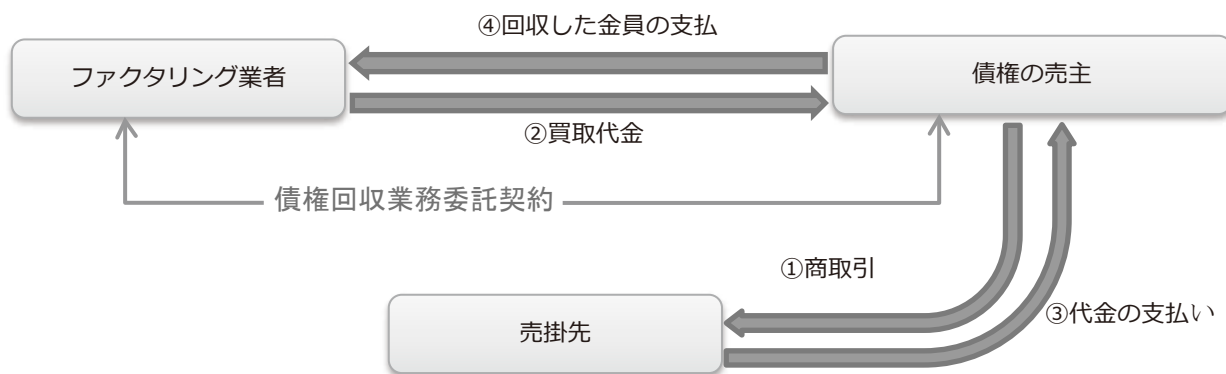 ④回収した金員の支払
ファクタリング業者
債権の売主
②買取代金
債権回収業務委託契約
①商取引
③代金の支払い
売掛先